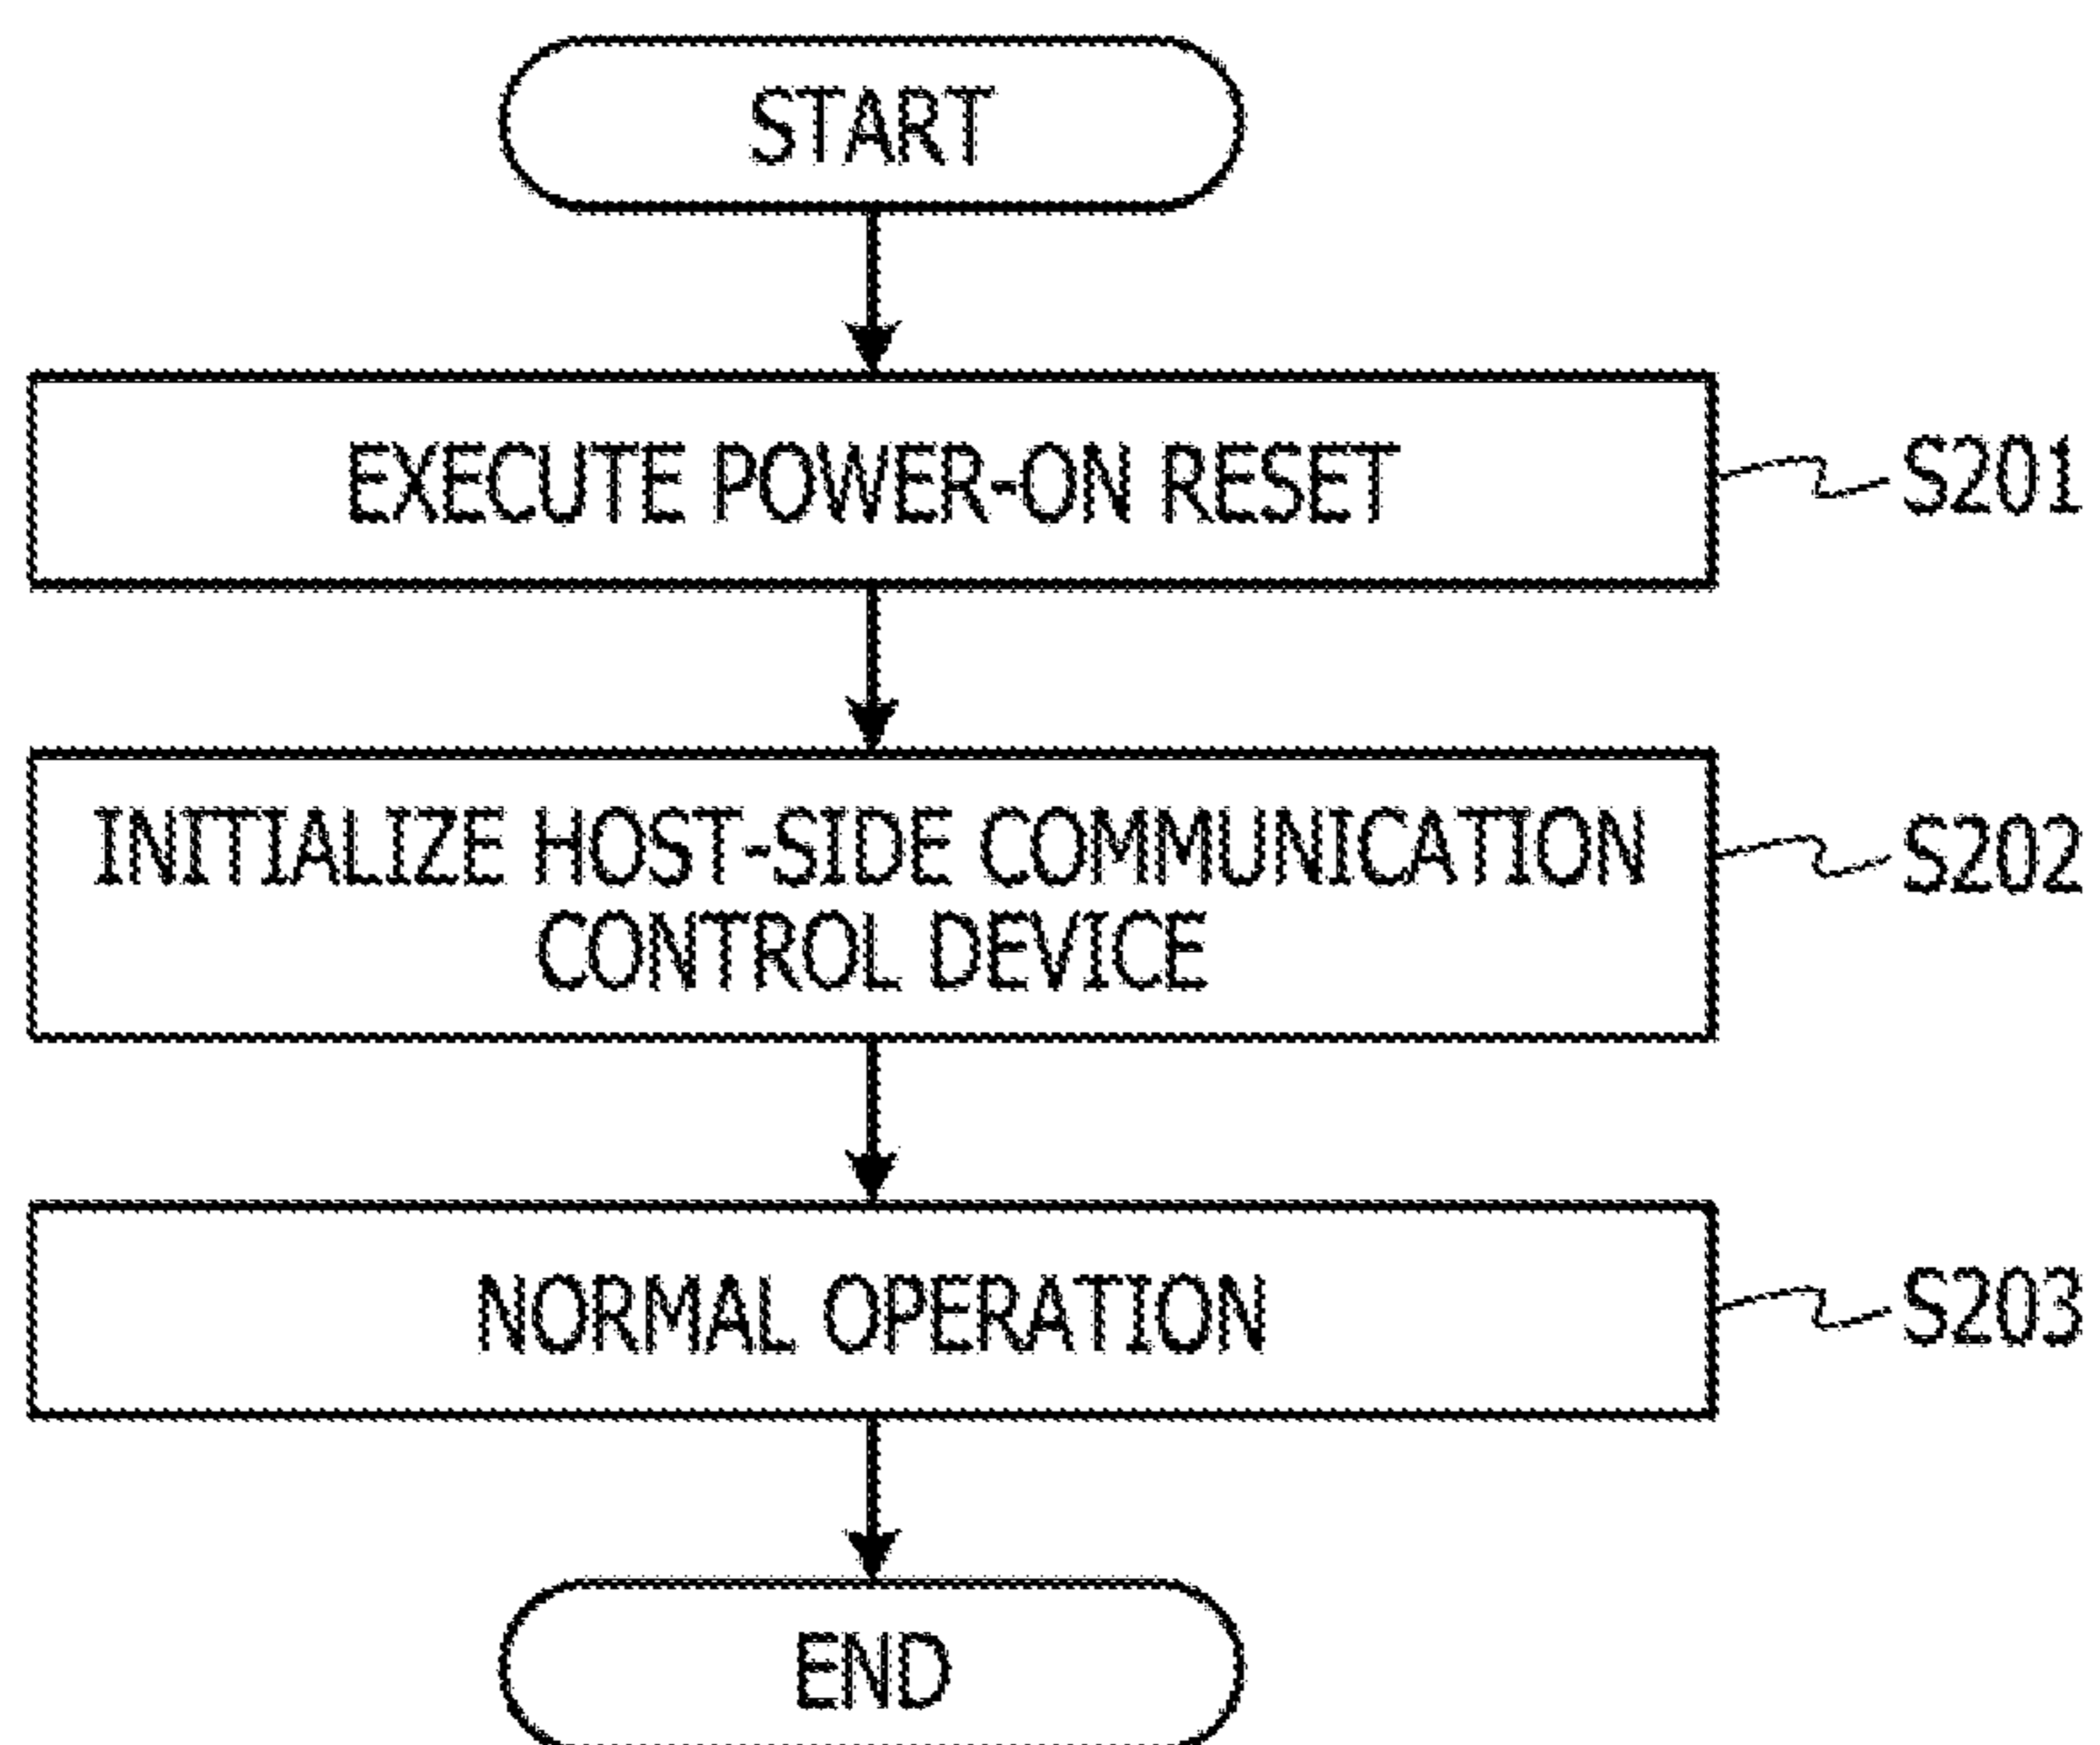 START
EXECUTE POWER-ON RESET
S201
INITIALIZE HOST-SIDE COMMUNICATION
CONTROL DEVICE
S202
NORMAL OPERATION
S203
END